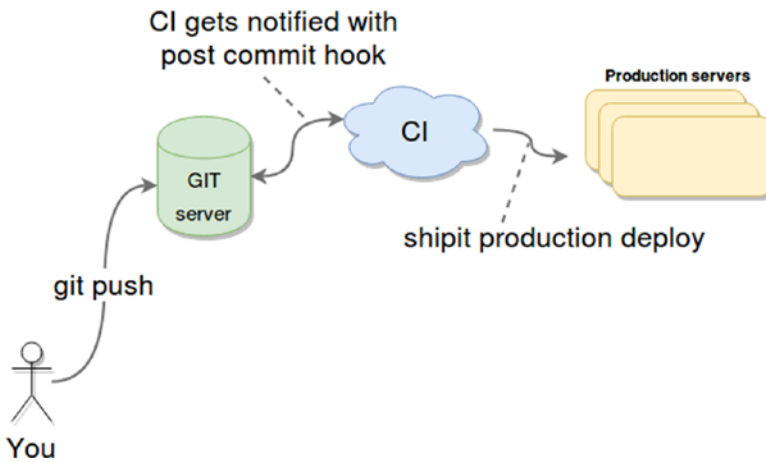 CI gets notified with
post commit hook
Production servers
CI
GIT
server
shipit production deploy
git push
You